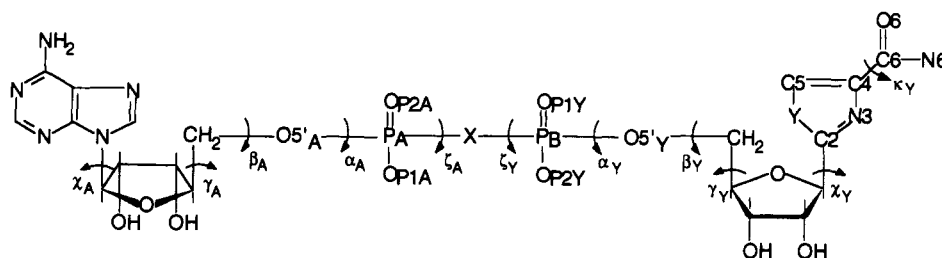 O6
NH2
C6 N6
N N C5 C4 κY
OP2A OP1Y Y N3
N N CH2 O5'A PA X PB O5'Y CH2 C2
χA γA βA αA OP1A ζA ζY OP2Y αY βY γY O χY
O
OH OH
OH OH